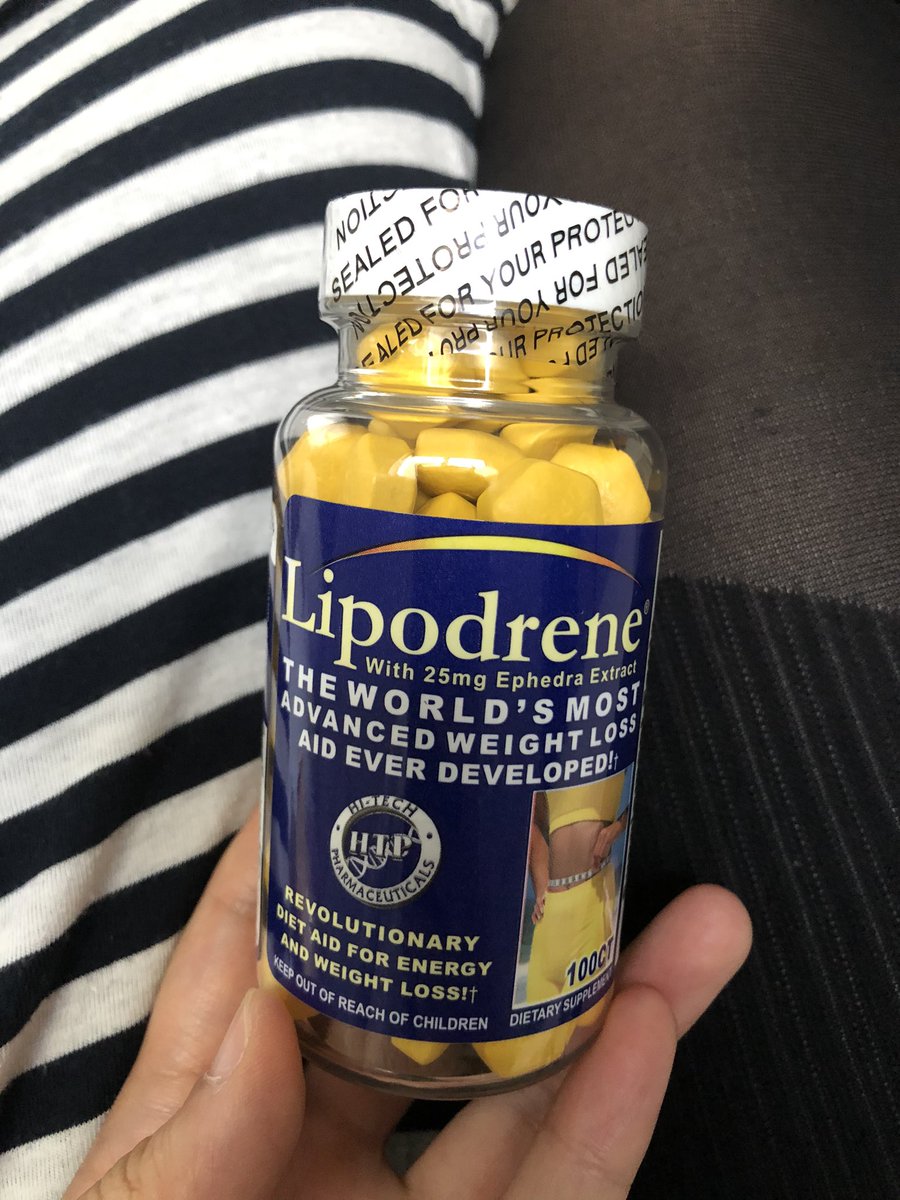 SEALED FOR YOUR PROTECTION
Lipodrene®
With 25mg Ephedra Extract
THE WORLD'S MOST
ADVANCED WEIGHT LOSS
AID EVER DEVELOPED!†
HI-TECH
HTP
PHARMACEUTICALS
REVOLUTIONARY
DIET AID FOR ENERGY
AND WEIGHT LOSS!†
KEEP OUT OF REACH OF CHILDREN
100CT
DIETARY SUPPLEMENT